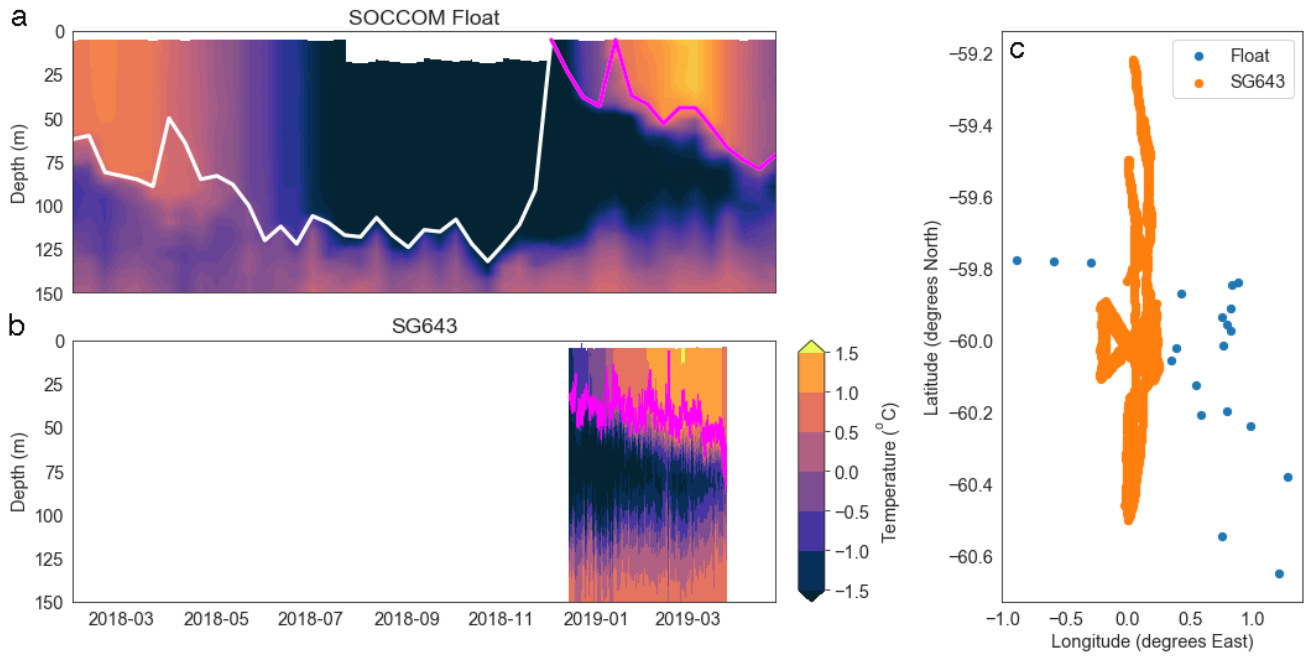 a
SOCCOM Float
0
25
50
75
100
125
150
Depth (m)
b
SG643
0
25
50
75
100
125
150
Depth (m)
2018-03 2018-05 2018-07 2018-09 2018-11 2019-01 2019-03
1.5
1.0
0.5
0.0
−0.5
−1.0
−1.5
Temperature (°C)
c
Float
SG643
−59.2
−59.4
−59.6
−59.8
−60.0
−60.2
−60.4
−60.6
Latitude (degrees North)
−1.0 −0.5 0.0 0.5 1.0
Longitude (degrees East)